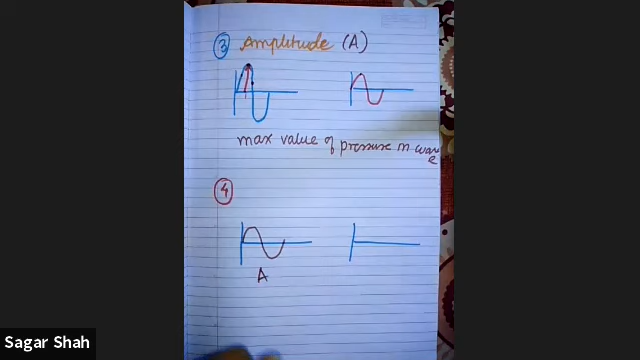 ③ Amplitude (A)
max value of pressure in wave
④
A
Sagar Shah